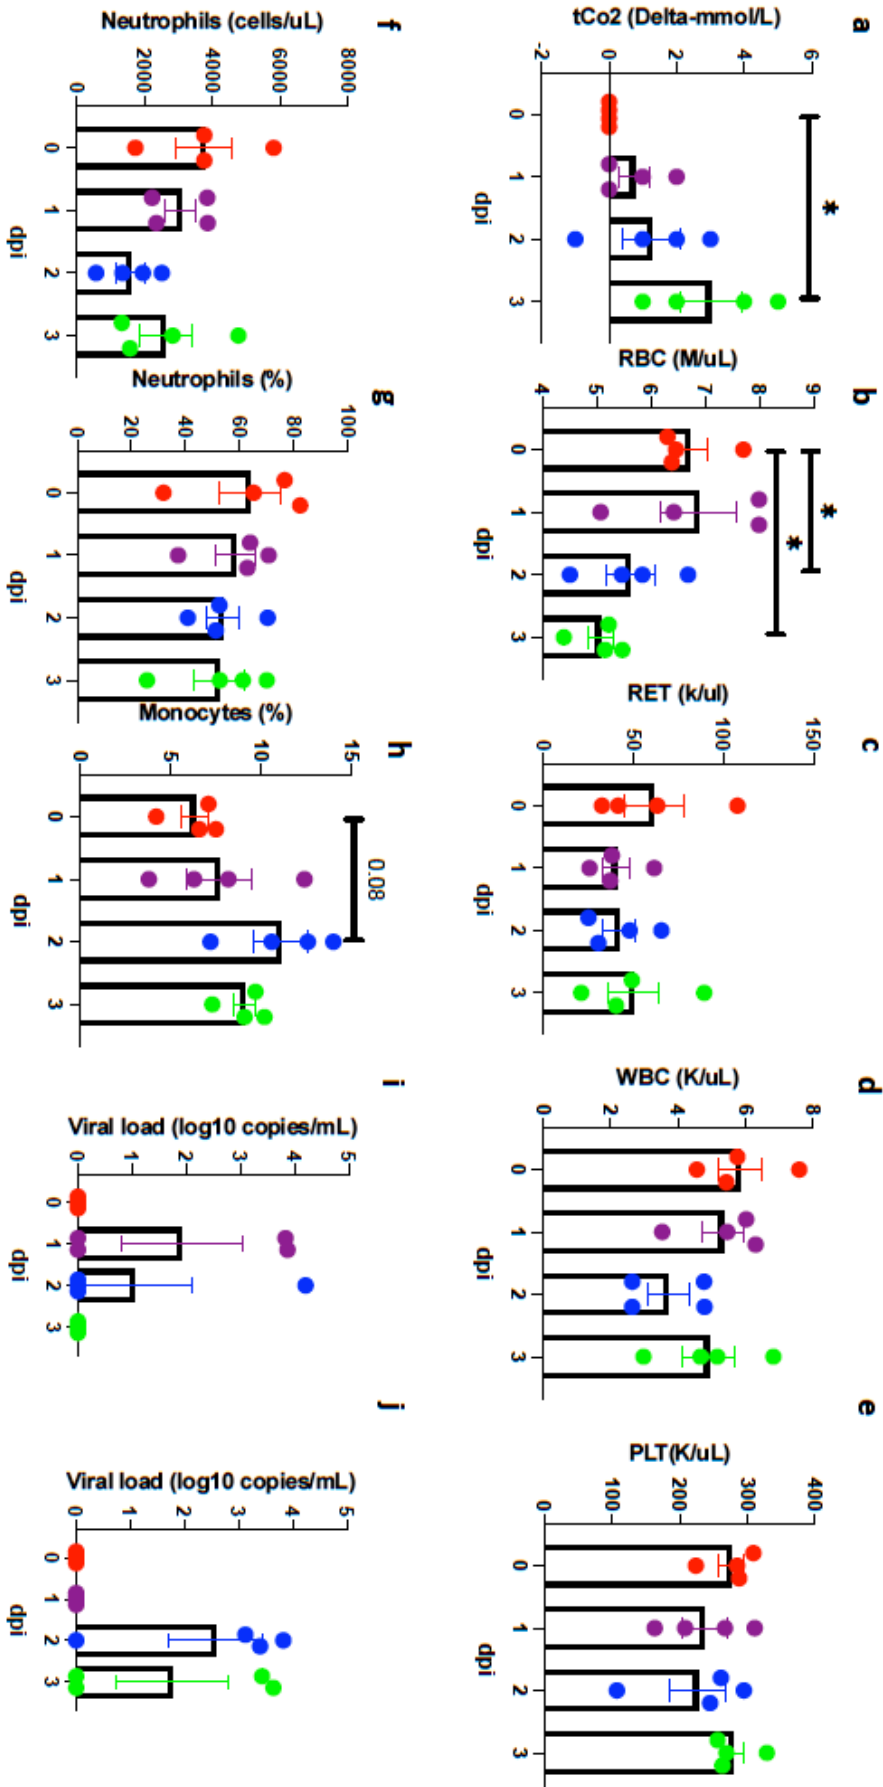 a
tCo2 (Delta-mmol/L)
6
4
2
0
-2
*
0 1 2 3
dpi
b
RBC (M/uL)
9
8
7
6
5
4
*
*
0 1 2 3
dpi
c
RET (k/ul)
150
100
50
0
0 1 2 3
dpi
d
WBC (K/uL)
8
6
4
2
0
0 1 2 3
dpi
e
PLT(K/uL)
400
300
200
100
0
0 1 2 3
dpi
f
Neutrophils (cells/uL)
8000
6000
4000
2000
0
0 1 2 3
dpi
g
Neutrophils (%)
100
80
60
40
20
0
0 1 2 3
dpi
h
Monocytes (%)
15
10
5
0
0.08
0 1 2 3
dpi
i
Viral load (log10 copies/mL)
5
4
3
2
1
0
0 1 2 3
dpi
j
Viral load (log10 copies/mL)
5
4
3
2
1
0
0 1 2 3
dpi